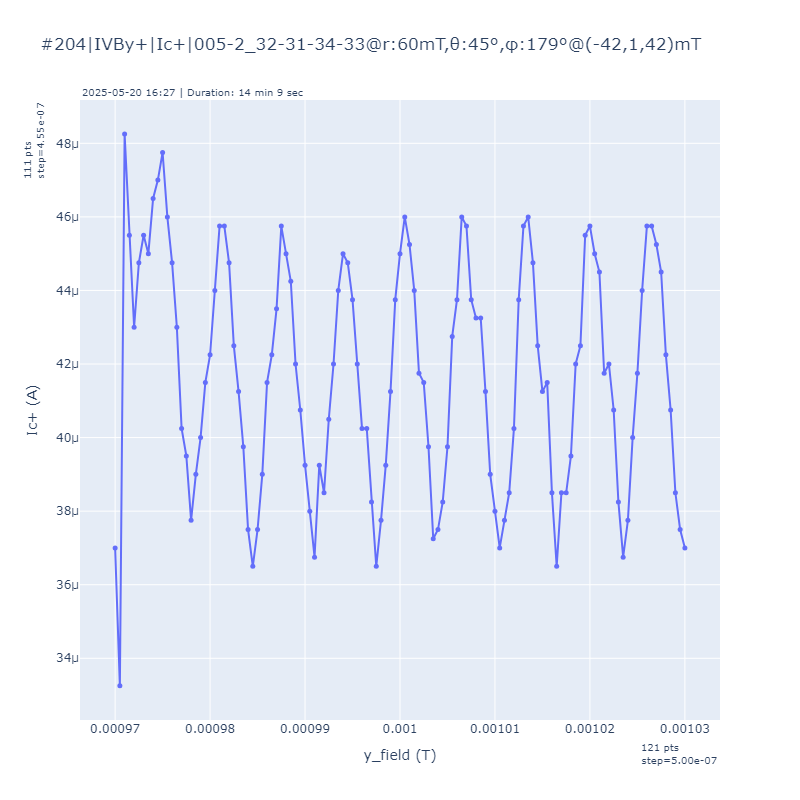 #204|IVBy+|Ic+|005-2_32-31-34-33@r:60mT,θ:45º,φ:179º@(-42,1,42)mT
2025-05-20 16:27 | Duration: 14 min 9 sec
111 pts
step=4.55e-07
48μ
46μ
44μ
42μ
40μ
38μ
36μ
34μ
Ic+ (A)
0.00097
0.00098
0.00099
0.001
0.00101
0.00102
0.00103
y_field (T)
121 pts
step=5.00e-07